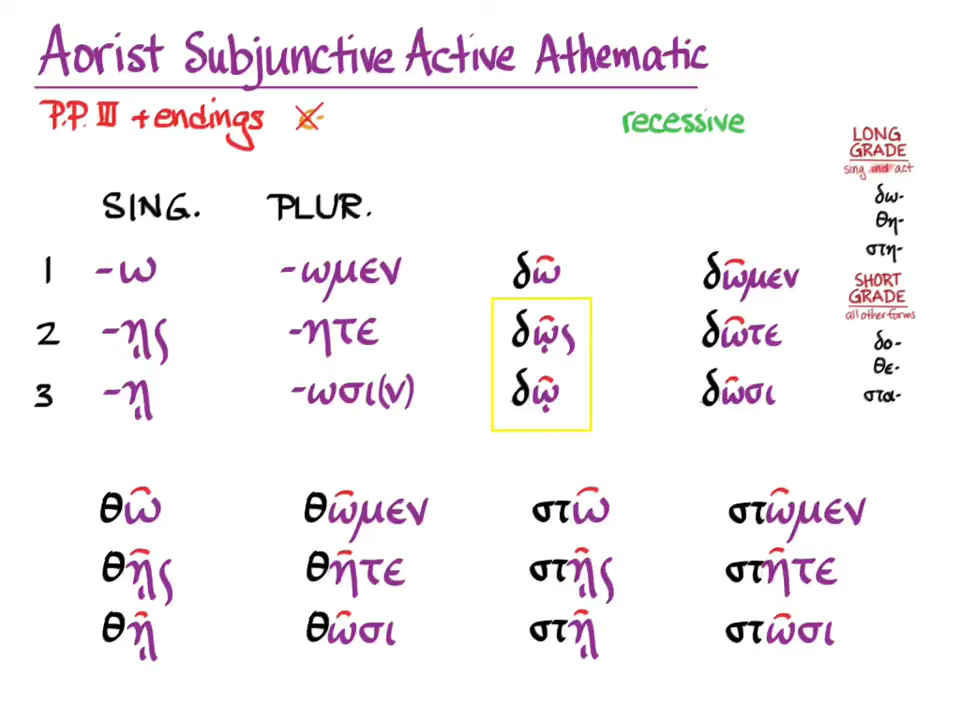 Aorist Subjunctive Active Athematic
P.P. III + endings ε-
recessive
LONG
GRADE
sing ind act
δω-
θη-
στη-
SHORT
GRADE
all other forms
δο-
θε-
στα-
SING. PLUR.
1 -ω -ωμεν δῶ δῶμεν
2 -ῃς -ητε δῷς δῶτε
3 -ῃ -ωσι(ν) δῷ δῶσι
θῶ θῶμεν στῶ στῶμεν
θῇς θῆτε στῇς στῆτε
θῇ θῶσι στῇ στῶσι